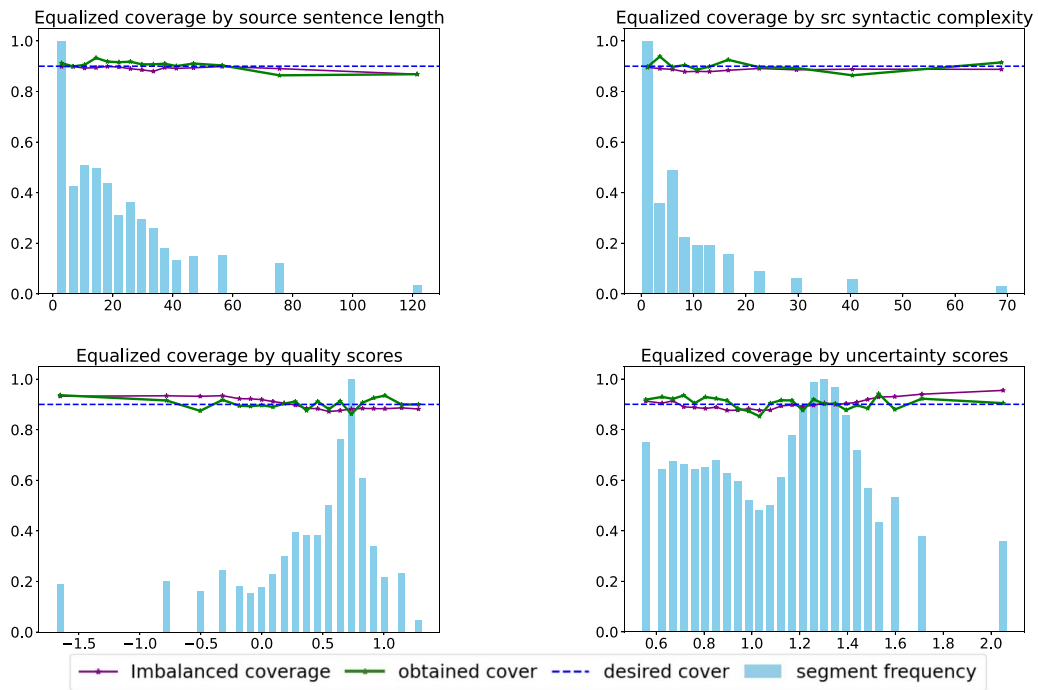 Equalized coverage by source sentence length
1.0
0.8
0.6
0.4
0.2
0.0
0 20 40 60 80 100 120
Equalized coverage by src syntactic complexity
1.0
0.8
0.6
0.4
0.2
0.0
0 10 20 30 40 50 60 70
Equalized coverage by quality scores
1.0
0.8
0.6
0.4
0.2
0.0
−1.5 −1.0 −0.5 0.0 0.5 1.0
Equalized coverage by uncertainty scores
1.0
0.8
0.6
0.4
0.2
0.0
0.6 0.8 1.0 1.2 1.4 1.6 1.8 2.0
Imbalanced coverage obtained cover desired cover segment frequency